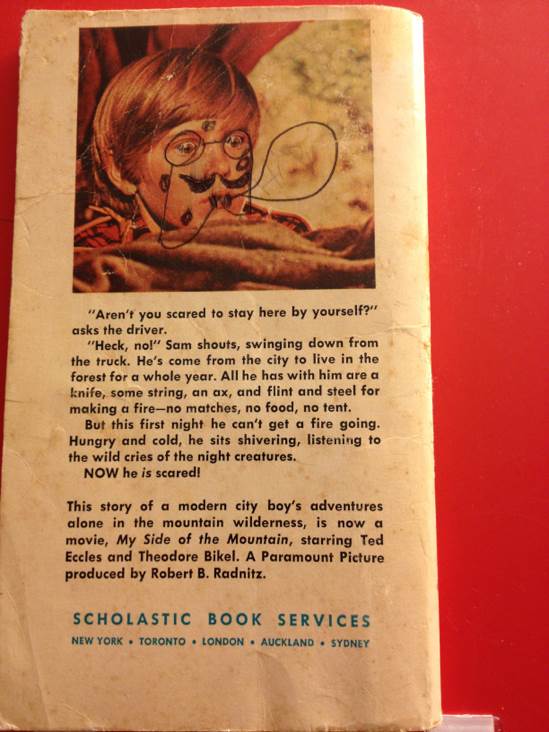 "Aren't you scared to stay here by yourself?"
asks the driver.
"Heck, no!" Sam shouts, swinging down from
the truck. He's come from the city to live in the
forest for a whole year. All he has with him are a
knife, some string, an ax, and flint and steel for
making a fire—no matches, no food, no tent.
But this first night he can't get a fire going.
Hungry and cold, he sits shivering, listening to
the wild cries of the night creatures.
NOW he is scared!
This story of a modern city boy's adventures
alone in the mountain wilderness, is now a
movie, My Side of the Mountain, starring Ted
Eccles and Theodore Bikel. A Paramount Picture
produced by Robert B. Radnitz.
SCHOLASTIC BOOK SERVICES
NEW YORK • TORONTO • LONDON • AUCKLAND • SYDNEY